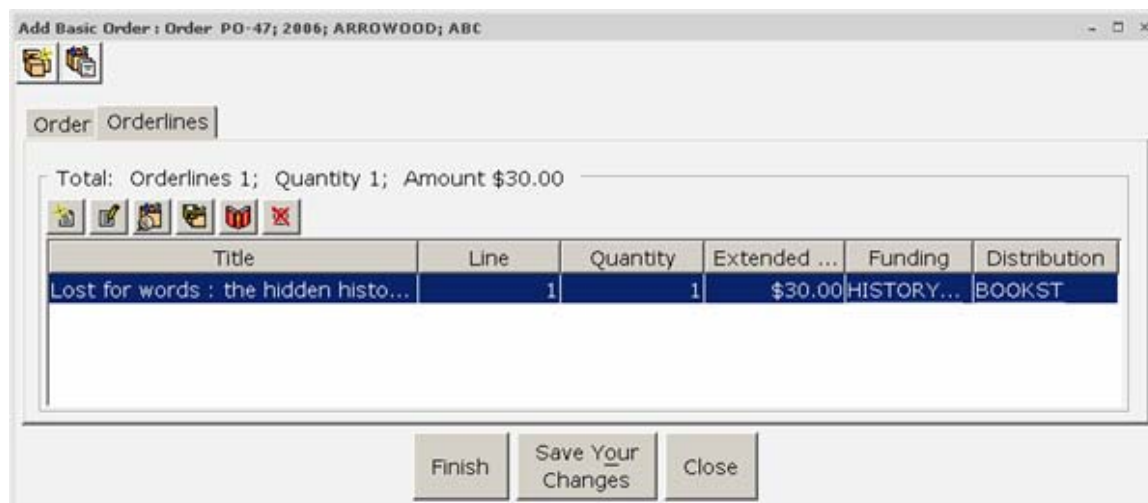 Add Basic Order : Order PO-47; 2006; ARROWOOD; ABC
Order Orderlines
Total: Orderlines 1; Quantity 1; Amount $30.00
Title Line Quantity Extended ... Funding Distribution
Lost for words : the hidden histo... 1 1 $30.00 HISTORY... BOOKST
Finish Save Your Changes Close